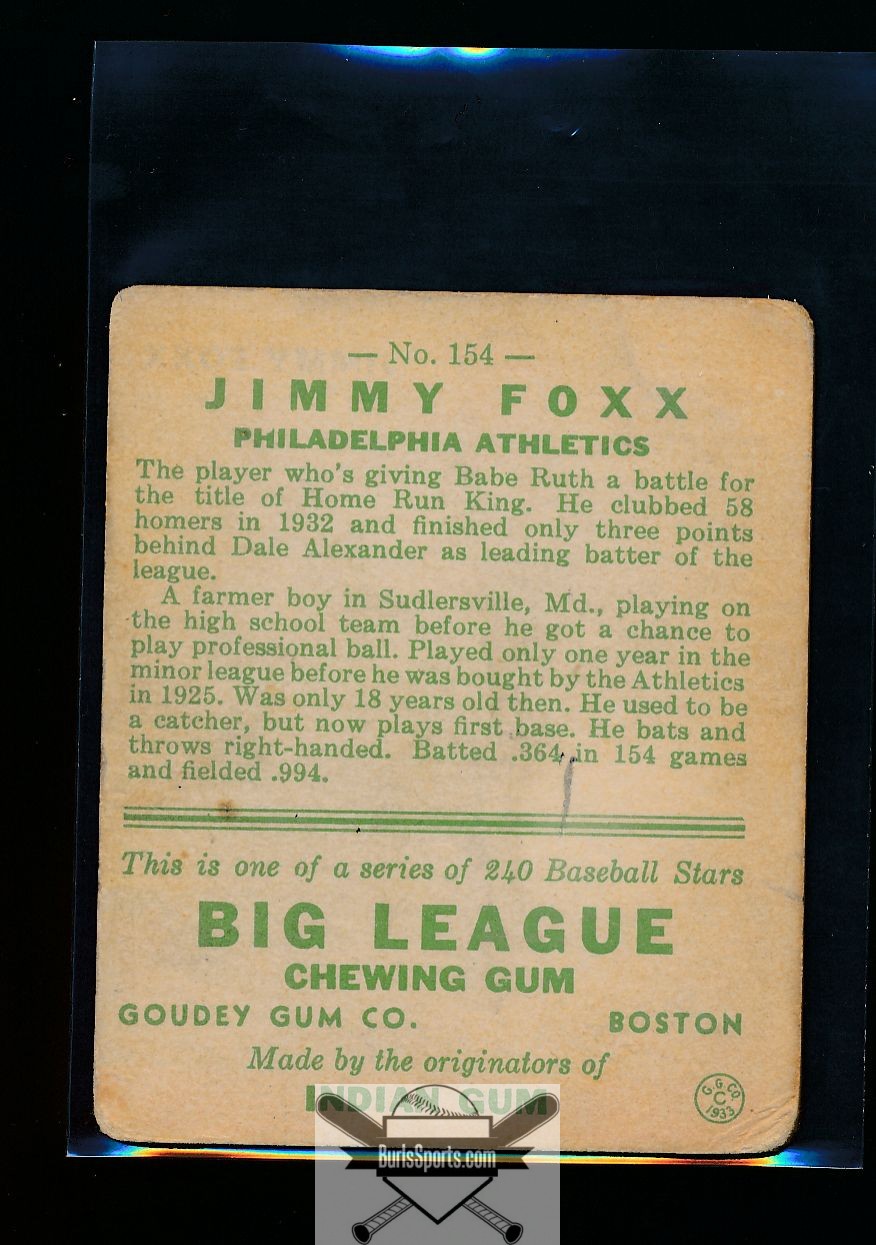 — No. 154 —
JIMMY FOXX
PHILADELPHIA ATHLETICS
The player who's giving Babe Ruth a battle for
the title of Home Run King. He clubbed 58
homers in 1932 and finished only three points
behind Dale Alexander as leading batter of the
league.
A farmer boy in Sudlersville, Md., playing on
the high school team before he got a chance to
play professional ball. Played only one year in the
minor league before he was bought by the Athletics
in 1925. Was only 18 years old then. He used to be
a catcher, but now plays first base. He bats and
throws right-handed. Batted .364 in 154 games
and fielded .994.
This is one of a series of 240 Baseball Stars
BIG LEAGUE
CHEWING GUM
GOUDEY GUM CO. BOSTON
Made by the originators of
INDIAN GUM
G.G.CO.
C
1933
BurlsSports.com